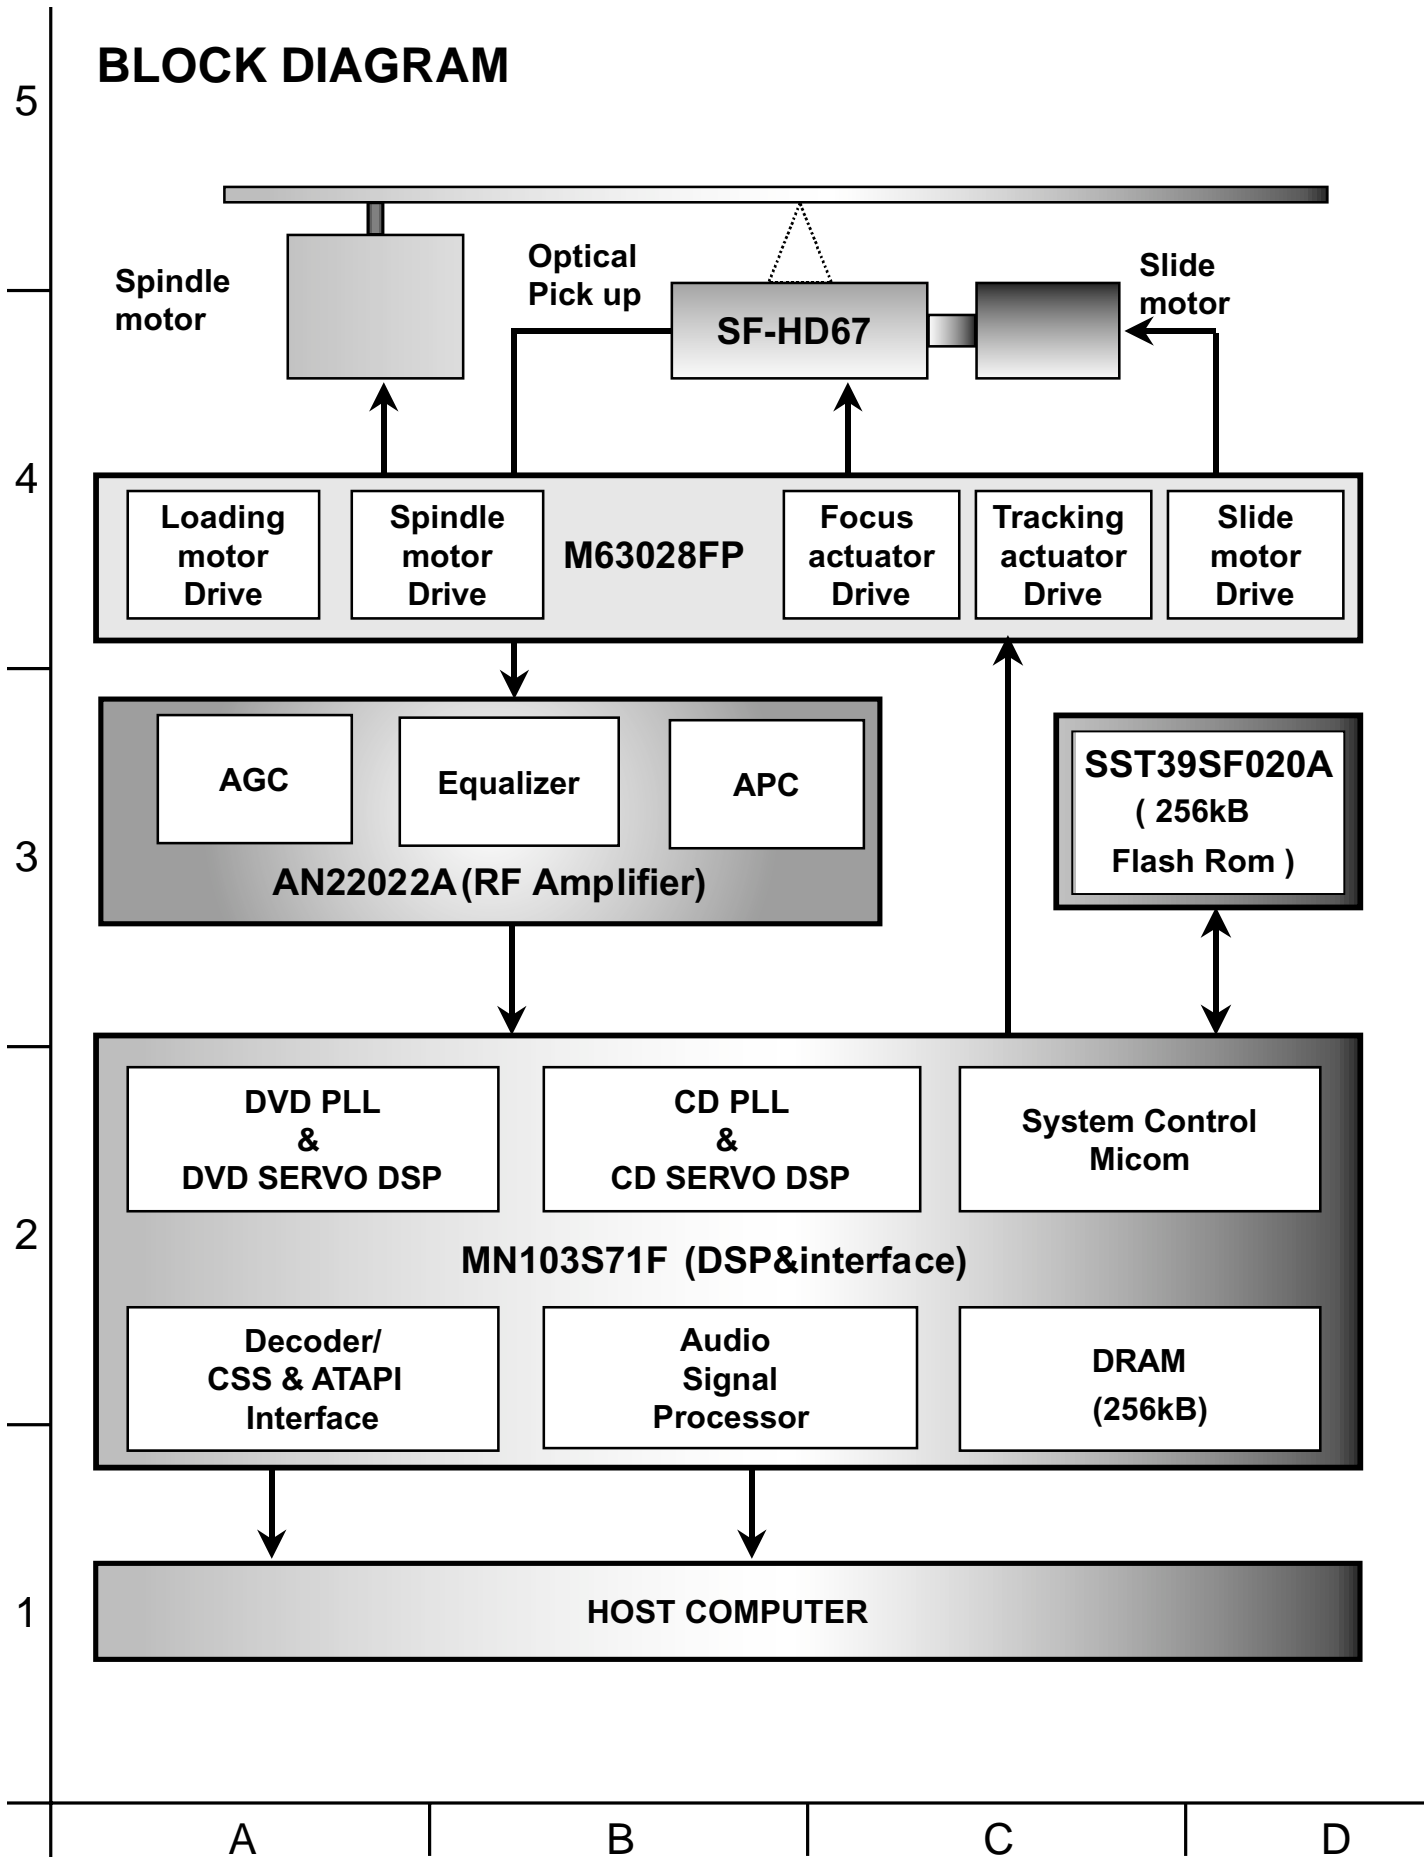 BLOCK DIAGRAM
5
Spindle
motor
Optical
Pick up
SF-HD67
Slide
motor
4
Loading
motor
Drive
Spindle
motor
Drive
M63028FP
Focus
actuator
Drive
Tracking
actuator
Drive
Slide
motor
Drive
AGC
Equalizer
APC
AN22022A(RF Amplifier)
SST39SF020A
( 256kB
Flash Rom )
3
DVD PLL
&
DVD SERVO DSP
CD PLL
&
CD SERVO DSP
System Control
Micom
2
MN103S71F (DSP&interface)
Decoder/
CSS & ATAPI
Interface
Audio
Signal
Processor
DRAM
(256kB)
1
HOST COMPUTER
A
B
C
D